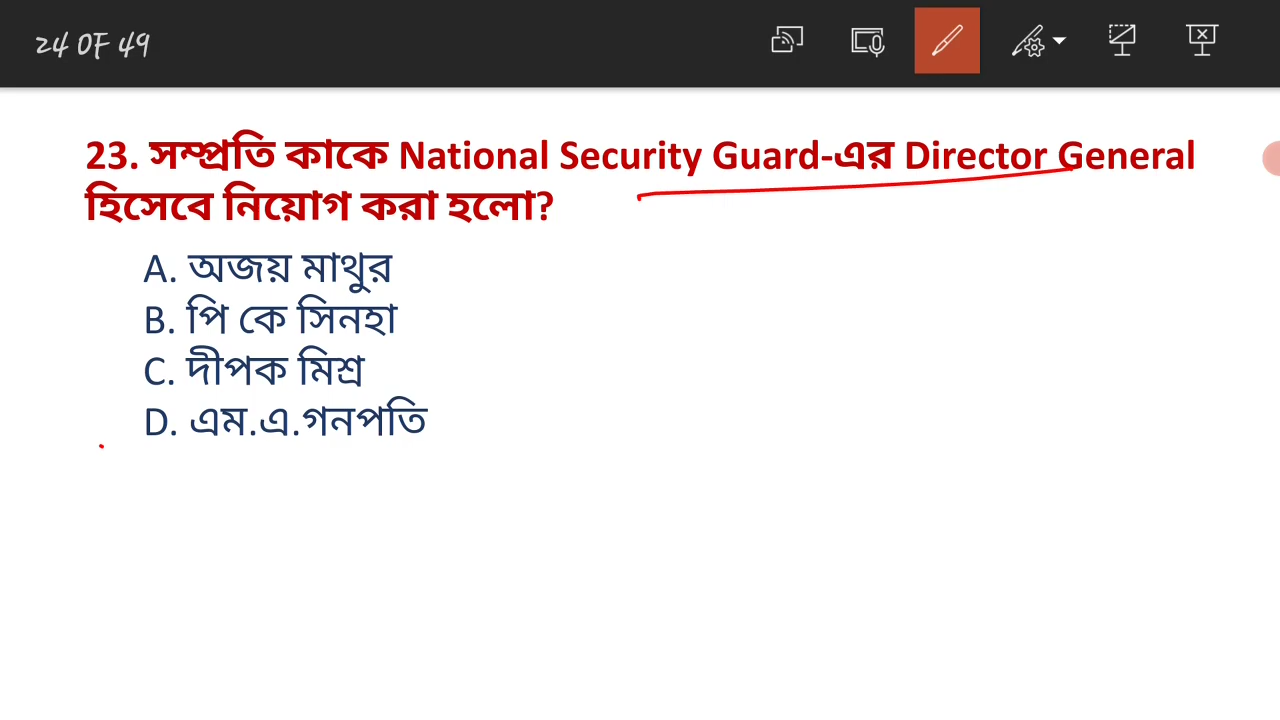 24 OF 49
23. সম্প্রতি কাকে National Security Guard-এর Director General
হিসেবে নিয়োগ করা হলো?
A. অজয় মাথুর
B. পি কে সিনহা
C. দীপক মিশ্র
D. এম.এ.গনপতি